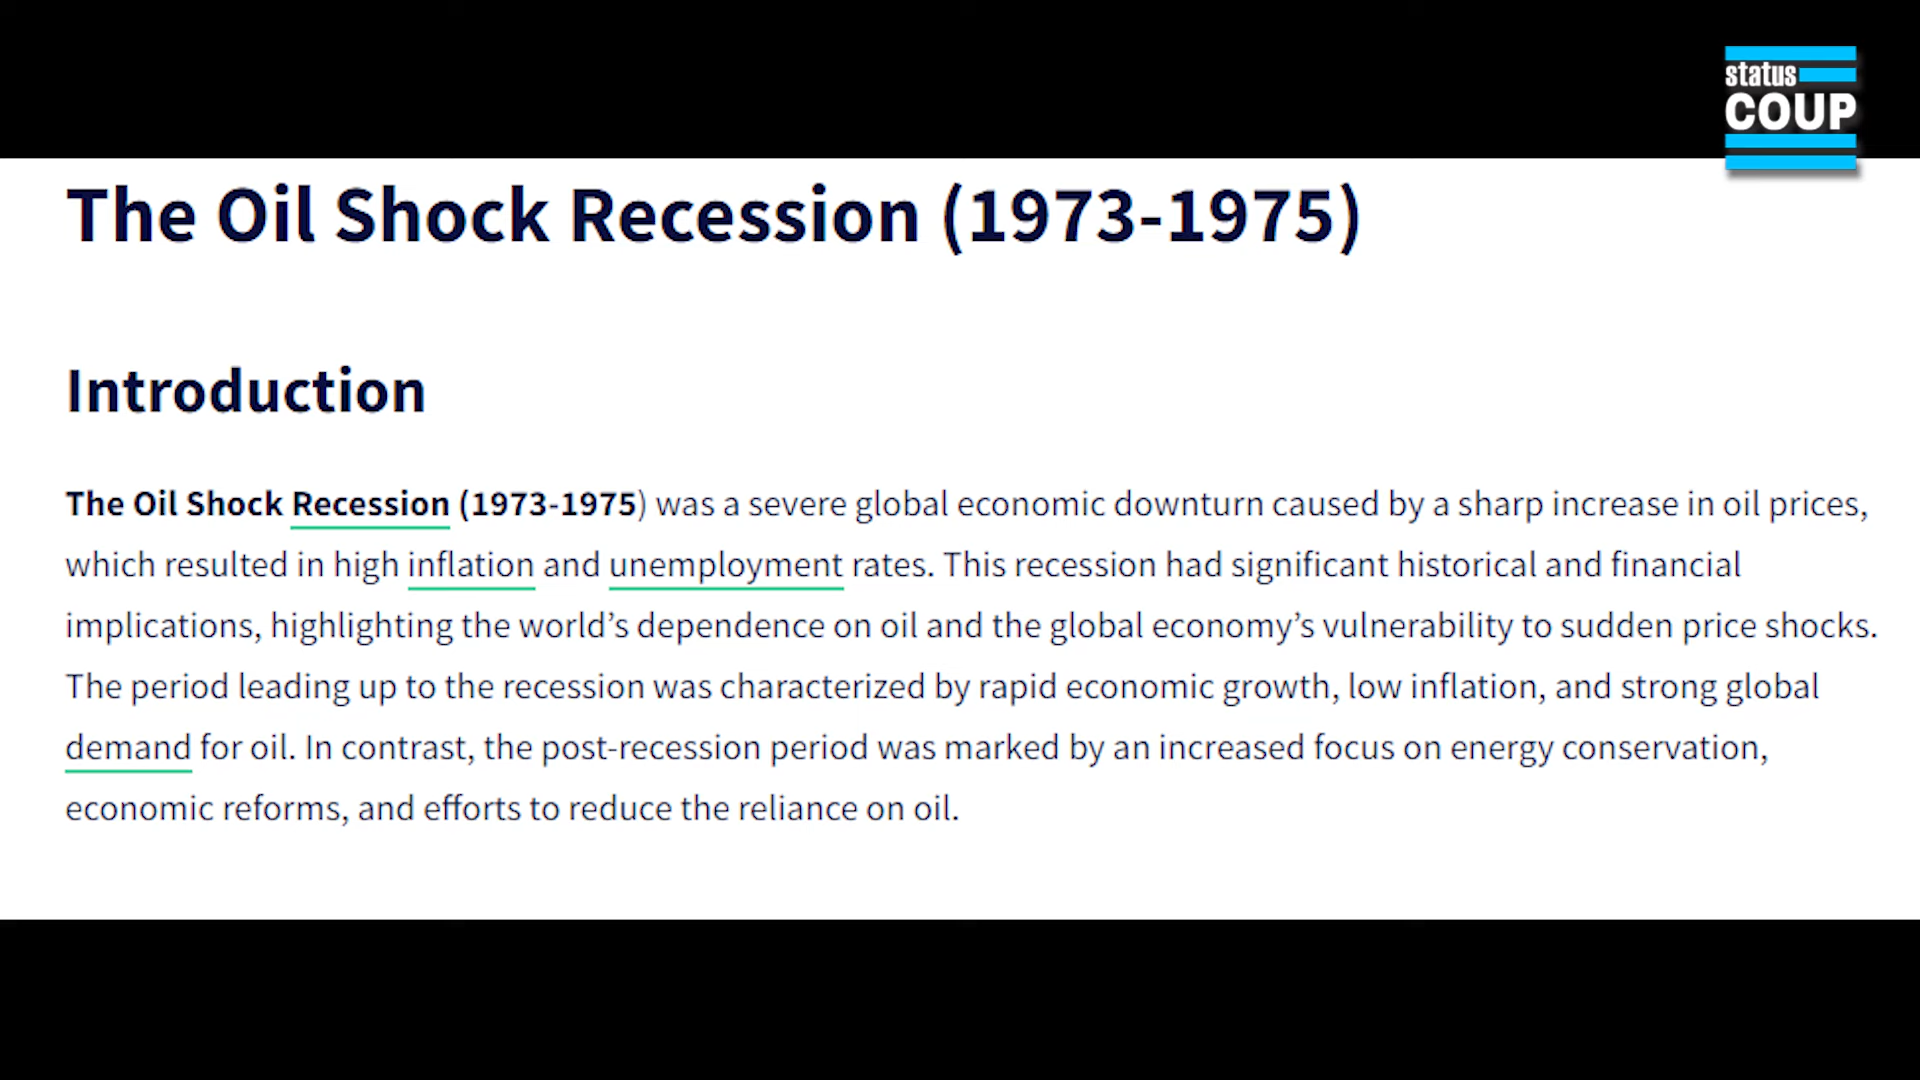 status
COUP
The Oil Shock Recession (1973-1975)
Introduction
The Oil Shock Recession (1973-1975) was a severe global economic downturn caused by a sharp increase in oil prices,
which resulted in high inflation and unemployment rates. This recession had significant historical and financial
implications, highlighting the world’s dependence on oil and the global economy’s vulnerability to sudden price shocks.
The period leading up to the recession was characterized by rapid economic growth, low inflation, and strong global
demand for oil. In contrast, the post-recession period was marked by an increased focus on energy conservation,
economic reforms, and efforts to reduce the reliance on oil.